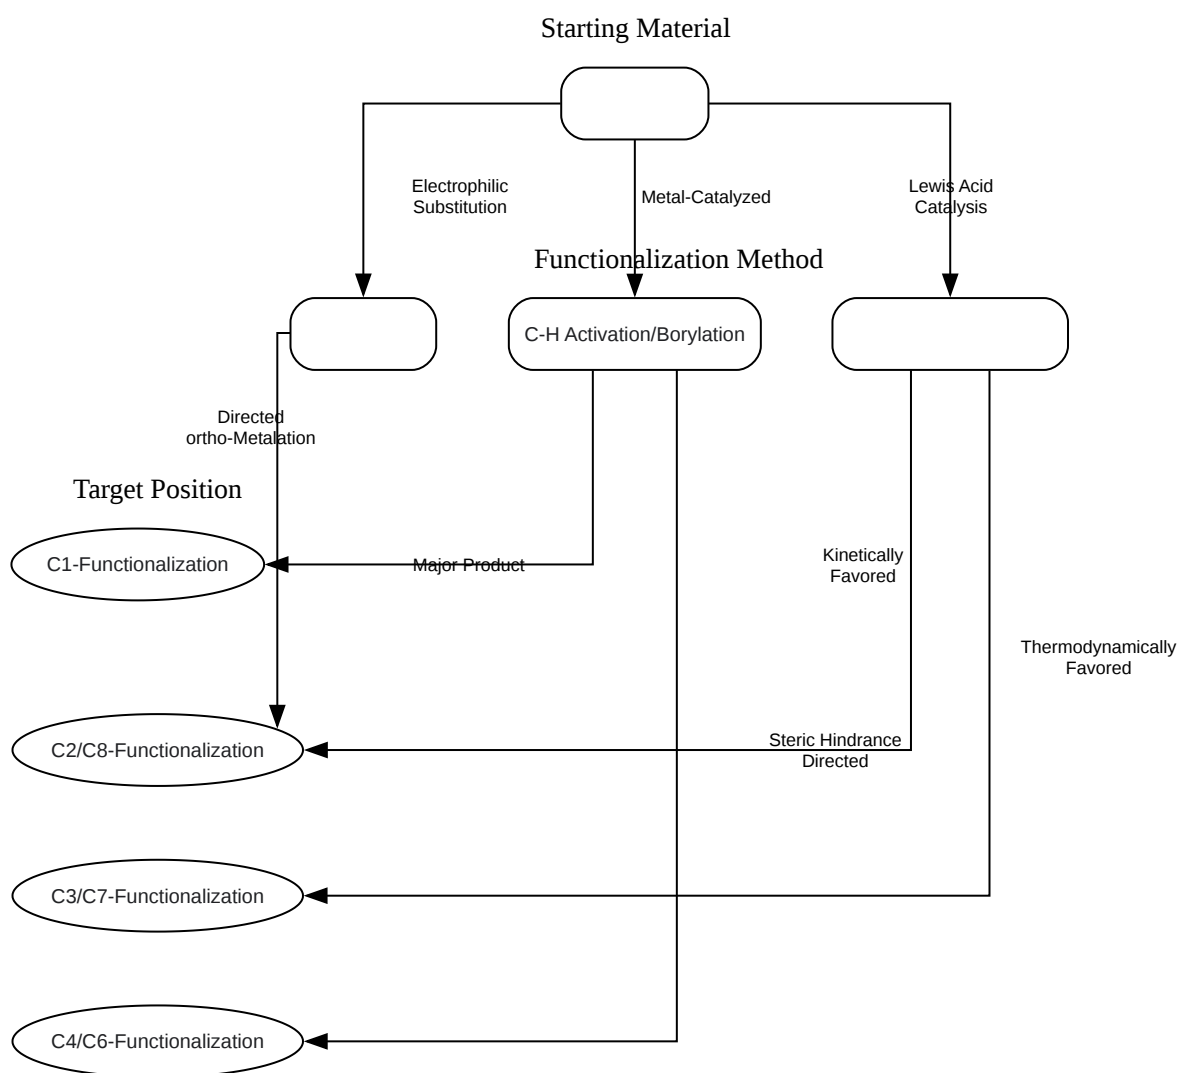 Starting Material
Electrophilic
Substitution
Metal-Catalyzed
Lewis Acid
Catalysis
Functionalization Method
C-H Activation/Borylation
Directed
ortho-Metalation
Target Position
C1-Functionalization
Major Product
Kinetically
Favored
Thermodynamically
Favored
C2/C8-Functionalization
Steric Hindrance
Directed
C3/C7-Functionalization
C4/C6-Functionalization